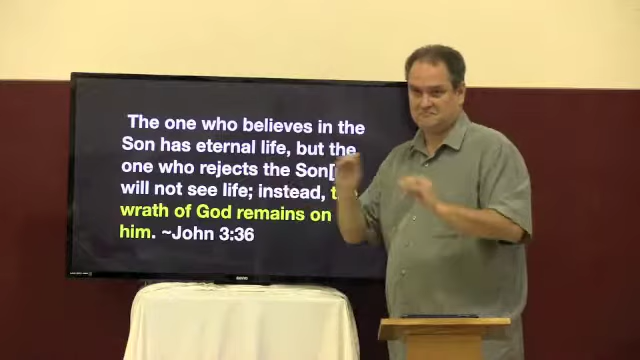 The one who believes in the
Son has eternal life, but the
one who rejects the Son[
will not see life; instead,
wrath of God remains on
him. ~John 3:36